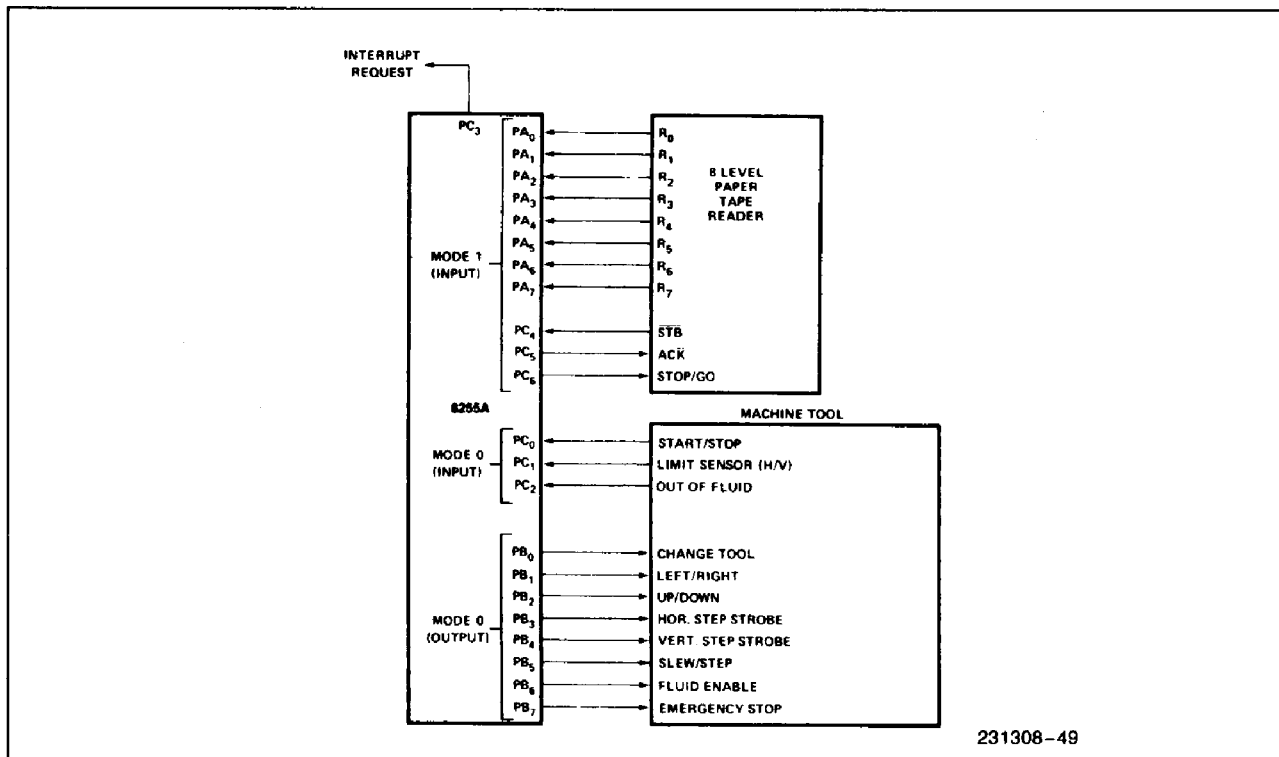 INTERRUPT
REQUEST
PC3
PA0
PA1
PA2
PA3
PA4
PA5
PA6
PA7
MODE 1
(INPUT)
PC4
PC5
PC6
8255A
R0
R1
R2
R3
R4
R5
R6
R7
8 LEVEL
PAPER
TAPE
READER
STB
ACK
STOP/GO
MACHINE TOOL
MODE 0
(INPUT)
PC0
PC1
PC2
START/STOP
LIMIT SENSOR (H/V)
OUT OF FLUID
MODE 0
(OUTPUT)
PB0
PB1
PB2
PB3
PB4
PB5
PB6
PB7
CHANGE TOOL
LEFT/RIGHT
UP/DOWN
HOR. STEP STROBE
VERT. STEP STROBE
SLEW/STEP
FLUID ENABLE
EMERGENCY STOP
231308-49